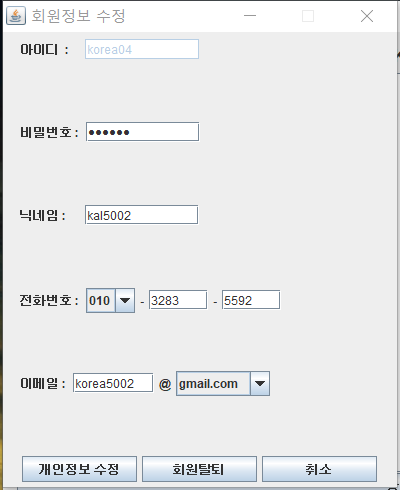 회원정보 수정
아이디 : korea04
비밀번호 : ••••••
닉네임 : kal5002
전화번호 : 010 - 3283 - 5592
이메일 : korea5002 @ gmail.com
개인정보 수정 회원탈퇴 취소